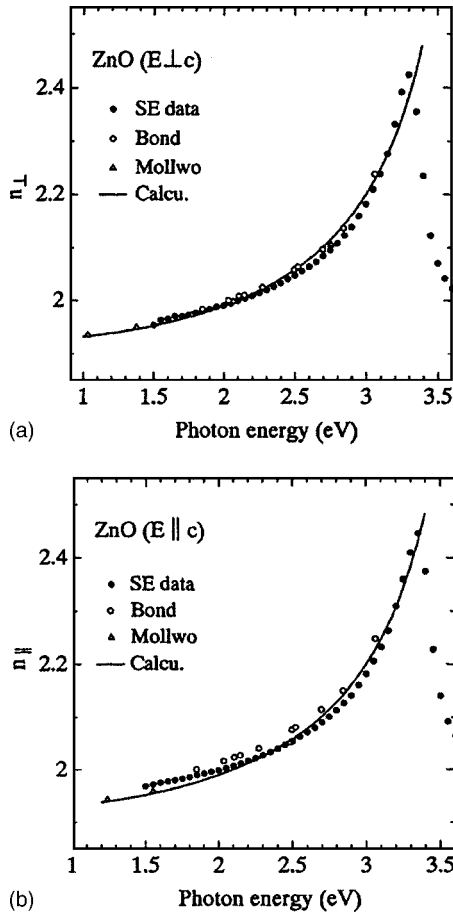 ZnO (E⊥c)
SE data
Bond
Mollwo
Calcu.
n⊥
2.4
2.2
2
1 1.5 2 2.5 3 3.5
Photon energy (eV)
(a)
ZnO (E ∥ c)
SE data
Bond
Mollwo
Calcu.
n∥
2.4
2.2
2
1 1.5 2 2.5 3 3.5
Photon energy (eV)
(b)